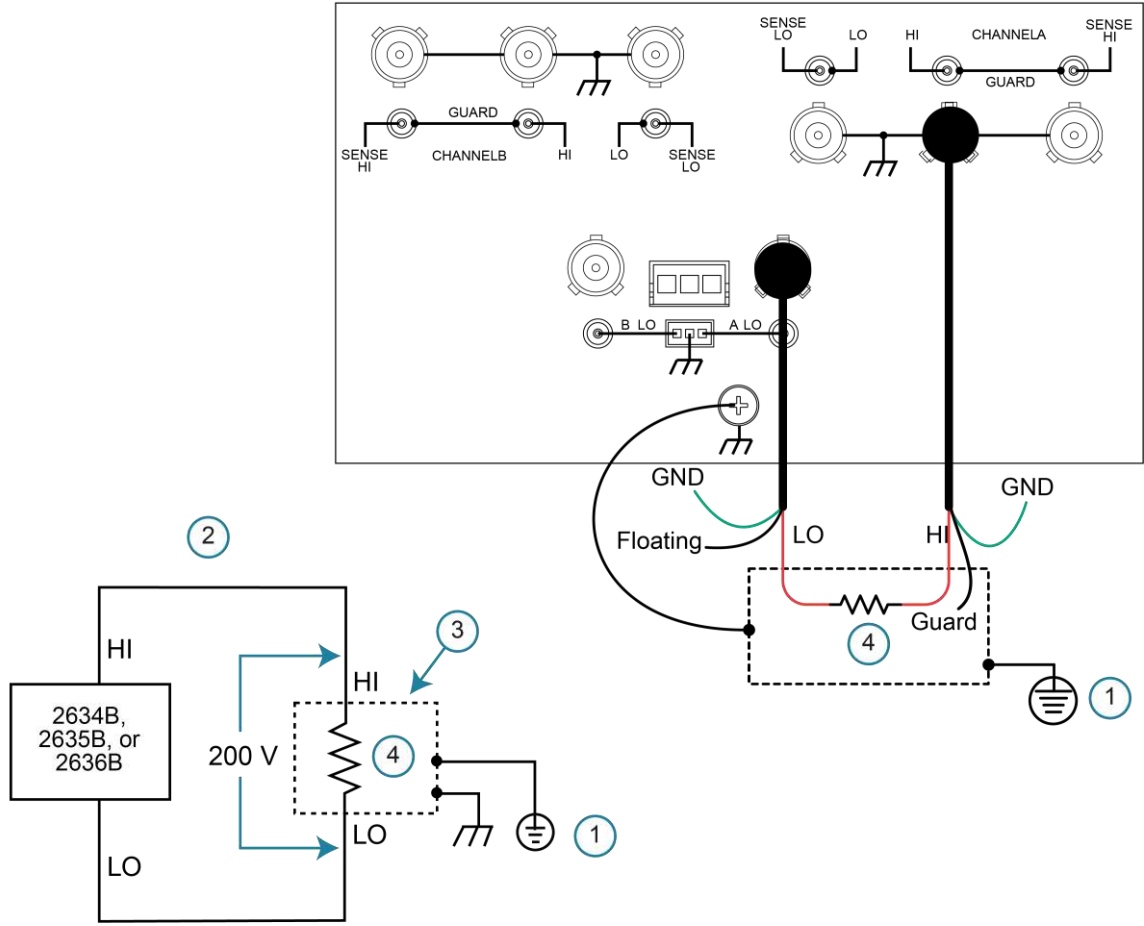 SENSE
LO
LO
HI
CHANNELA
SENSE
HI
GUARD
GUARD
SENSE
HI
CHANNELB
HI
LO
SENSE
LO
B LO
A LO
GND
GND
Floating
LO
HI
Guard
4
1
2
3
HI
HI
2634B,
2635B, or
2636B
200 V
4
LO
LO
1